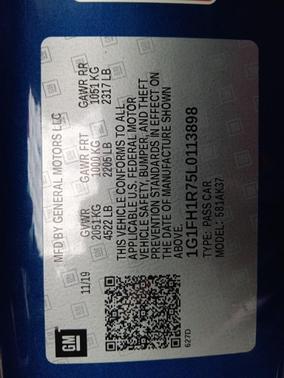 MFD BY GENERAL MOTORS LLC
11/19 GVWR GAWR FRT GAWR RR
2051 KG 1000 KG 1051 KG
4522 LB 2205 LB 2317 LB
THIS VEHICLE CONFORMS TO ALL
APPLICABLE U.S. FEDERAL MOTOR
VEHICLE SAFETY, BUMPER, AND THEFT
PREVENTION STANDARDS IN EFFECT ON
THE DATE OF MANUFACTURE SHOWN
ABOVE.
1G1FH1R75L0113898
TYPE: PASS CAR
MODEL: 581AK37
GM
627D